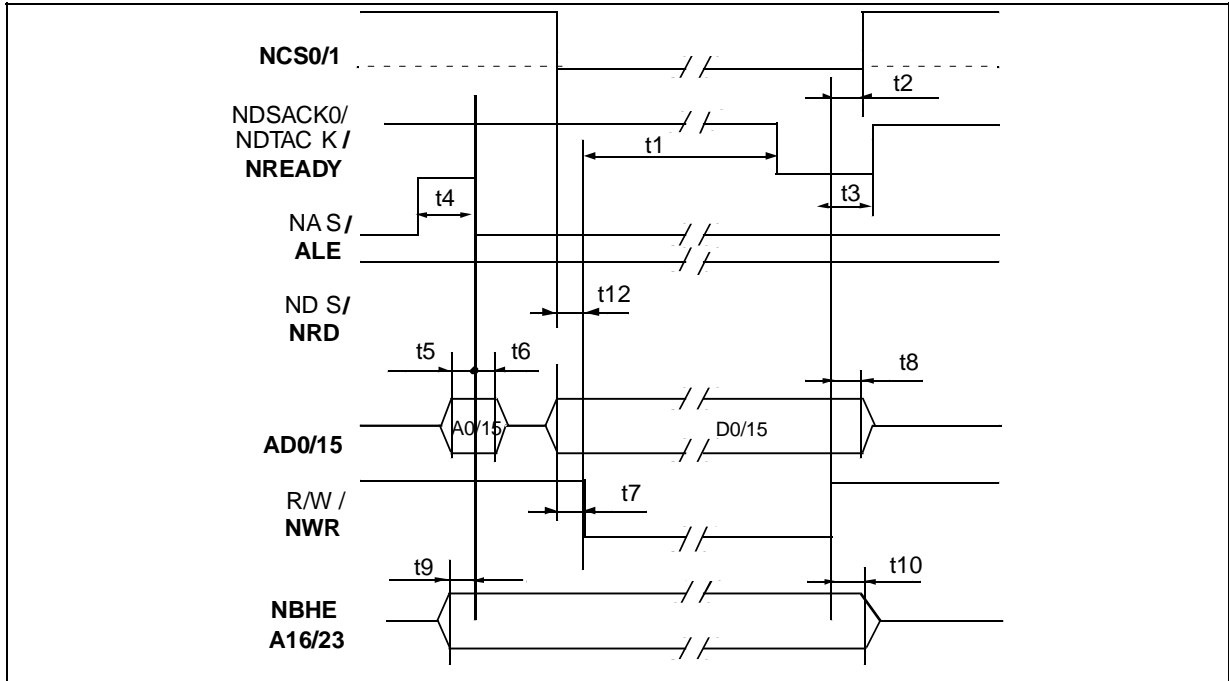 NCS0/1
t2
NDSACK0/
NDTAC K /
NREADY
t1
t3
t4
NA S/
ALE
t12
ND S/
NRD
t5
t6
t8
A0/15
D0/15
AD0/15
R/W /
NWR
t7
t9
t10
NBHE
A16/23